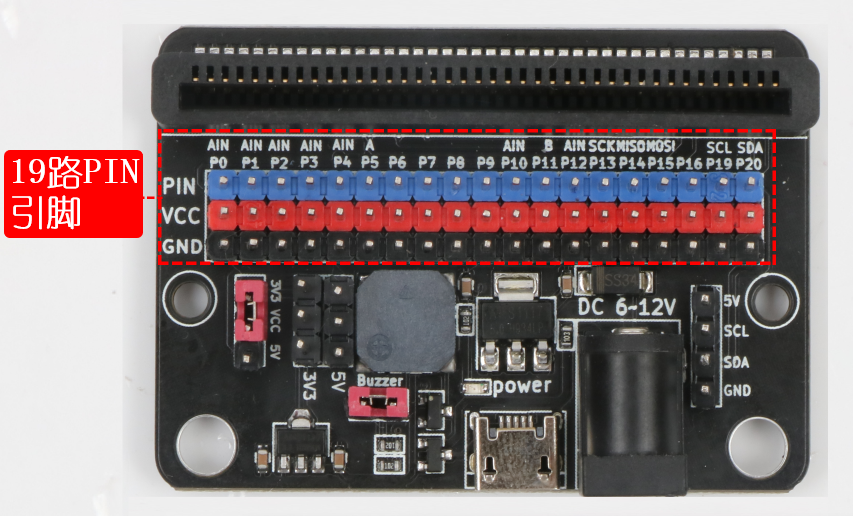 19路PIN
引脚
AIN AIN AIN AIN AIN A AIN B AIN SCK MISO MOSI SCL SDA
P0 P1 P2 P3 P4 P5 P6 P7 P8 P9 P10 P11 P12 P13 P14 P15 P16 P19 P20
PIN
VCC
GND
3V3 VCC 5V
3V3
5V
Buzzer
power
DC 6~12V
SS34
5V
SCL
SDA
GND